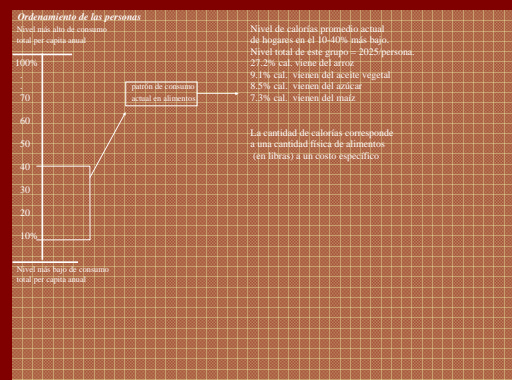 Ordenamiento de las personas
Nivel más alto de consumo
total per capita anual
100%
.
70
60
50
40
30
20
10%
Nivel más bajo de consumo
total per capita anual
patrón de consumo
actual en alimentos
Nivel de calorías promedio actual
de hogares en el 10-40% más bajo.
Nivel total de este grupo = 2025/persona.
27.2% cal. viene del arroz
9.1% cal.  vienen del aceite vegetal
8.5% cal.  vienen del azúcar
7.3% cal.  vienen del maíz
La cantidad de calorías corresponde
a una cantidad física de alimentos
(en libras) a un costo específico